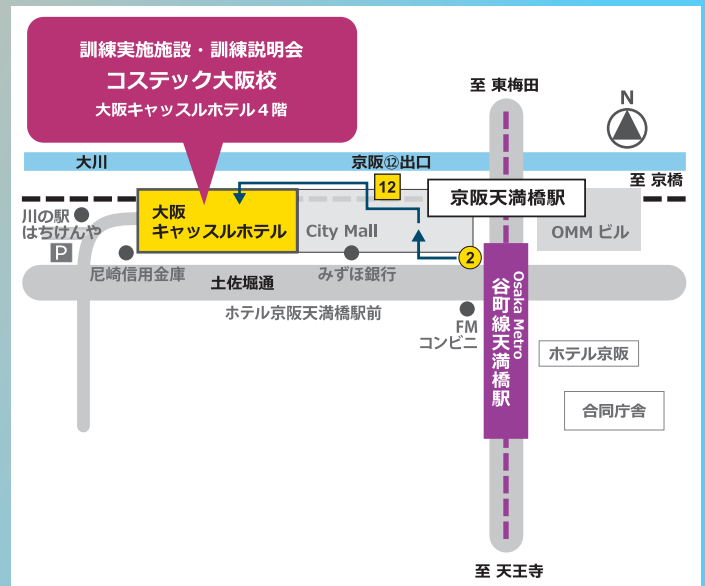 訓練実施施設・訓練説明会
コステック大阪校
大阪キャッスルホテル４階
至 東梅田
N
大川
京阪⑫出口
至 京橋
12
京阪天満橋駅
川の駅
はちけんや
P
大阪
キャッスルホテル
City Mall
OMM ビル
2
尼崎信用金庫
みずほ銀行
土佐堀通
ホテル京阪天満橋駅前
FM
コンビニ
Osaka Metro
谷町線天満橋駅
ホテル京阪
合同庁舎
至 天王寺